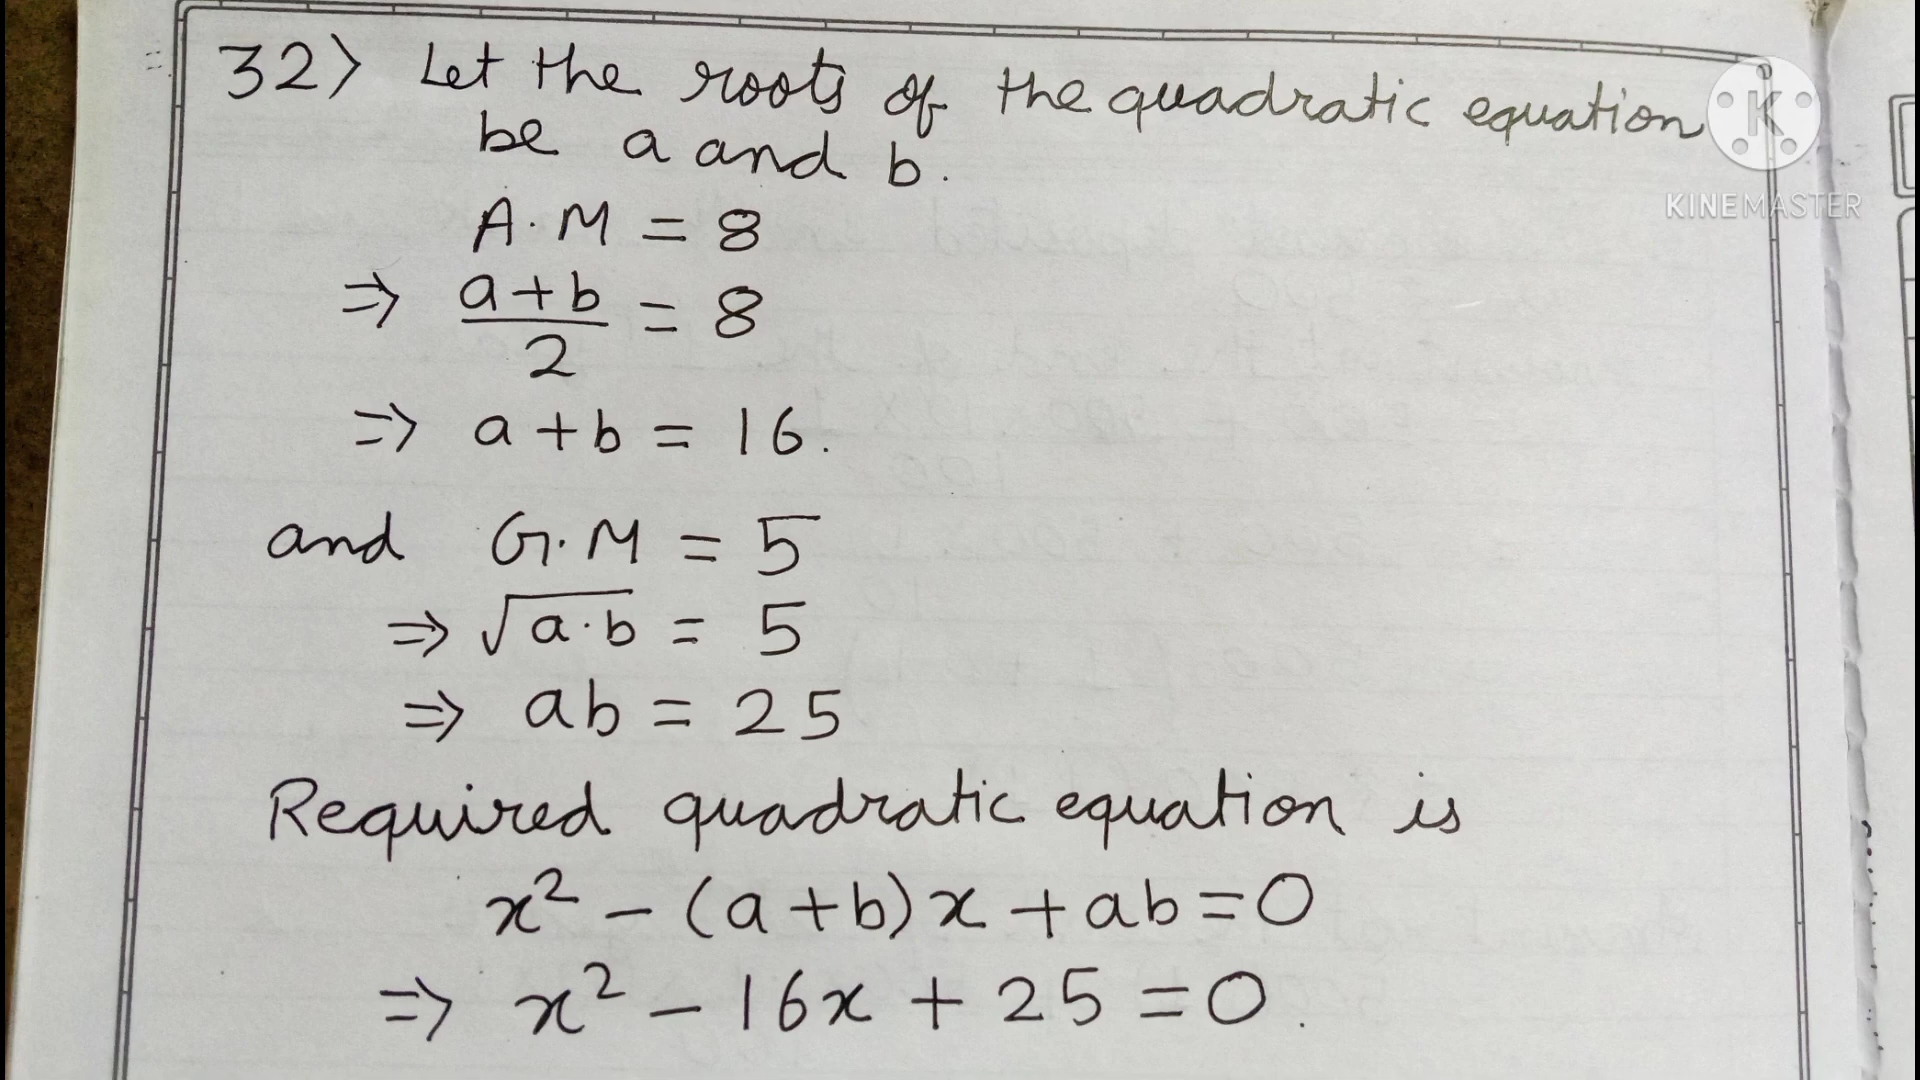 32) Let the roots of the quadratic equation
be a and b.
A.M = 8
⇒ a+b/2 = 8
⇒ a+b = 16.
and G.M = 5
⇒ √a·b = 5
⇒ ab = 25
Required quadratic equation is
x² - (a+b)x + ab = 0
⇒ x² - 16x + 25 = 0.
K
KINEMASTER